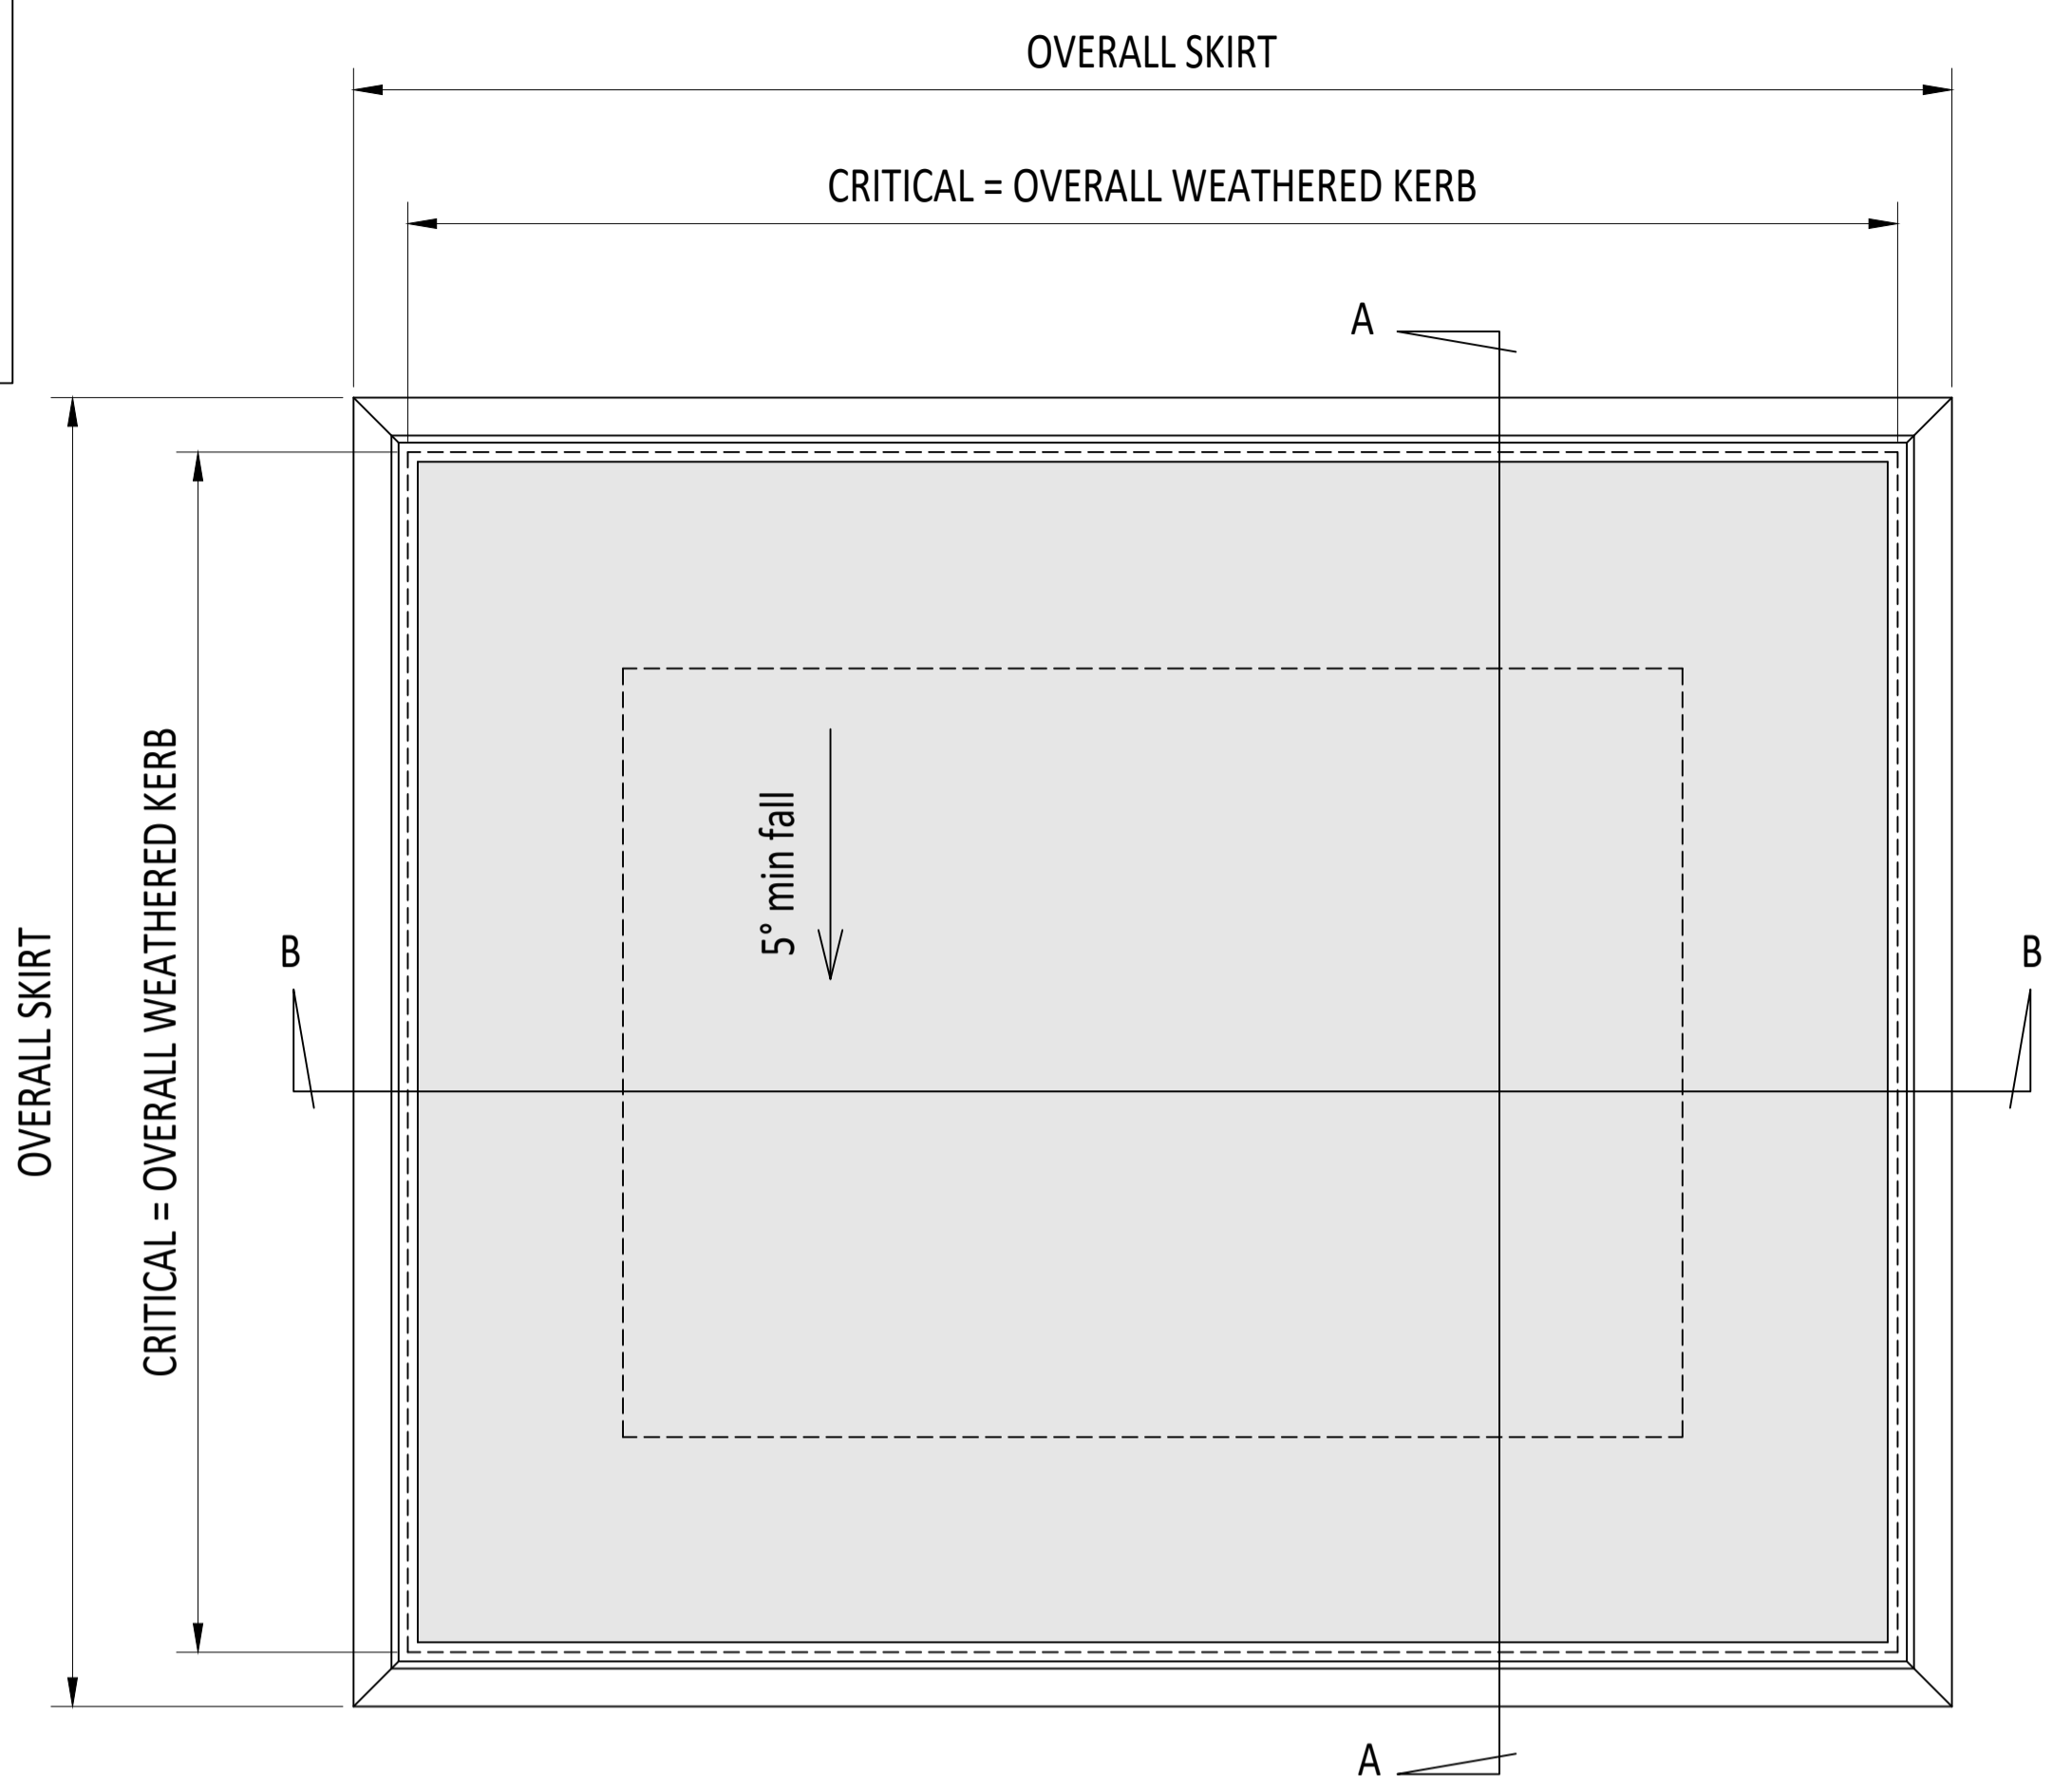 OVERALL SKIRT
CRITICAL = OVERALL WEATHERED KERB
A
OVERALL SKIRT
CRITICAL = OVERALL WEATHERED KERB
5° min fall
B
B
A